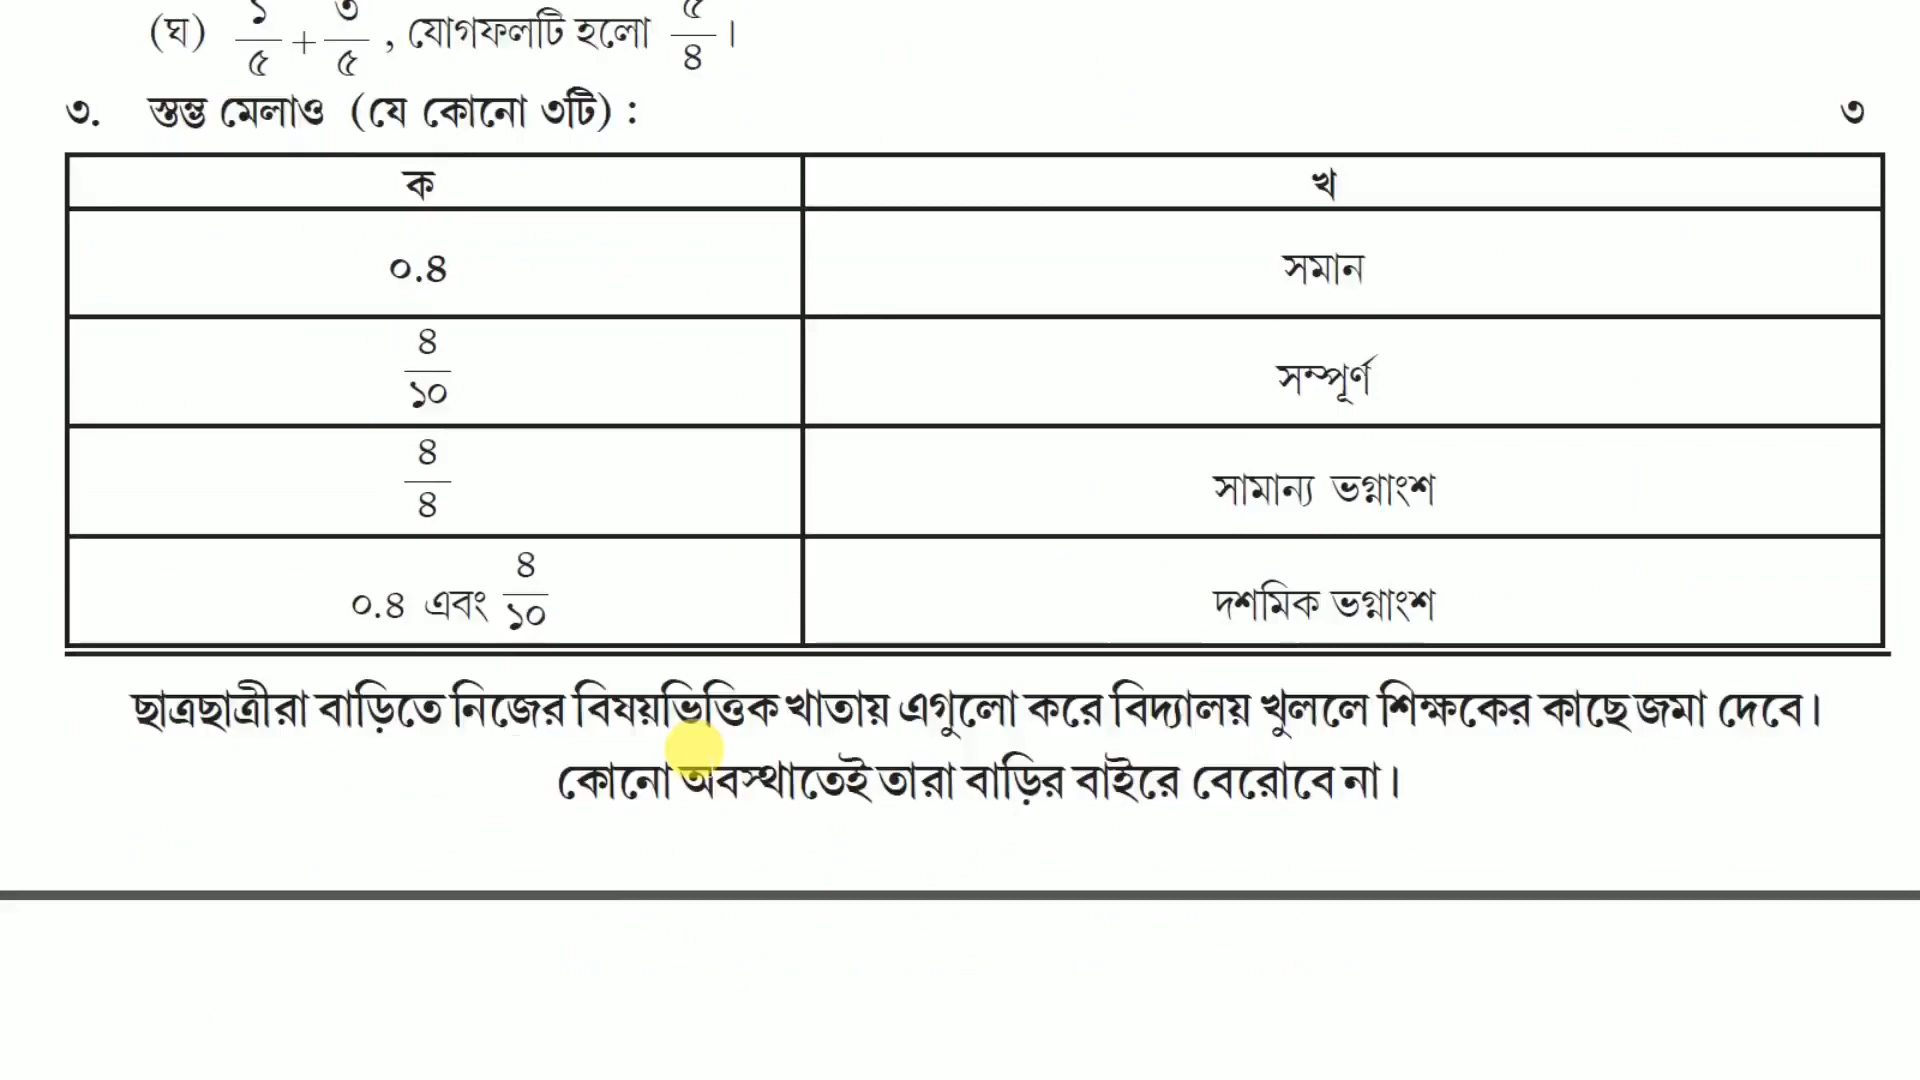 (ঘ) ১/৫ + ৩/৫ , যোগফলটি হলো ৫/৪ ।
৩. স্তম্ভ মেলাও (যে কোনো ৩টি) : ৩
ক খ
০.৪ সমান
৪/১০ সম্পূর্ণ
৪/৪ সামান্য ভগ্নাংশ
০.৪ এবং ৪/১০ দশমিক ভগ্নাংশ
ছাত্রছাত্রীরা বাড়িতে নিজের বিষয়ভিত্তিক খাতায় এগুলো করে বিদ্যালয় খুললে শিক্ষকের কাছে জমা দেবে।
কোনো অবস্থাতেই তারা বাড়ির বাইরে বেরোবে না।